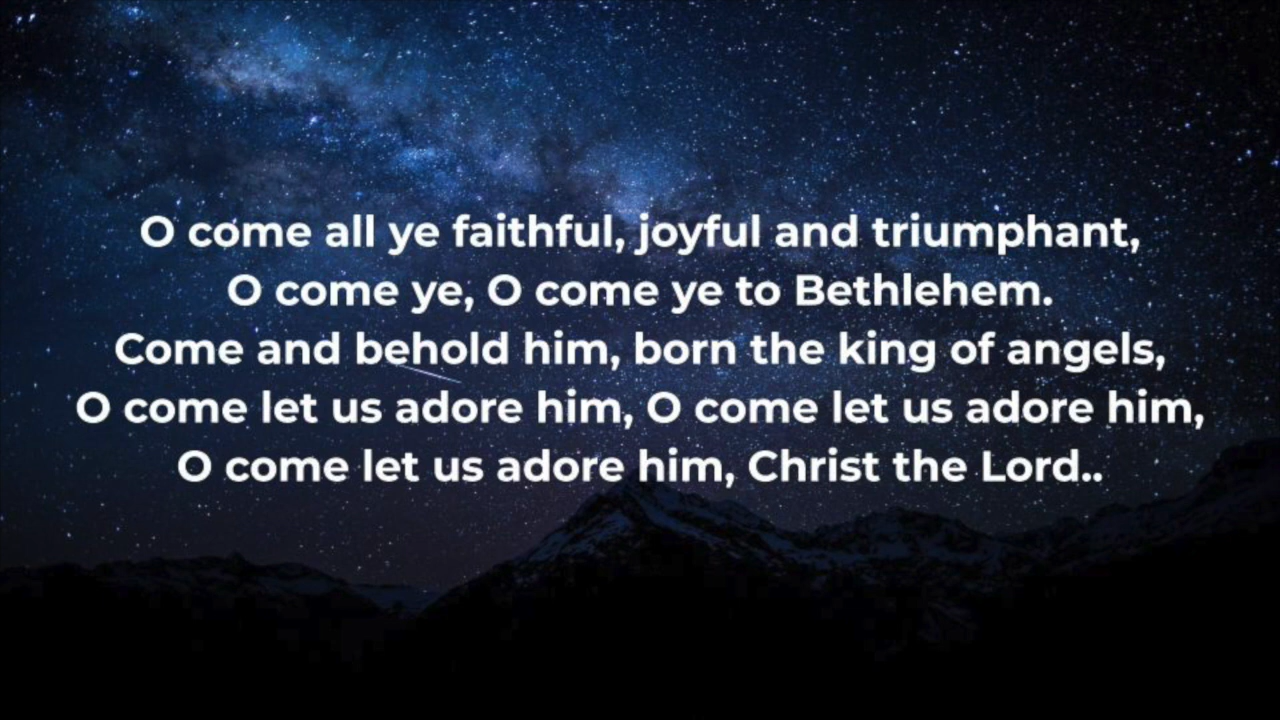 O come all ye faithful, joyful and triumphant,
O come ye, O come ye to Bethlehem.
Come and behold him, born the king of angels,
O come let us adore him, O come let us adore him,
O come let us adore him, Christ the Lord..